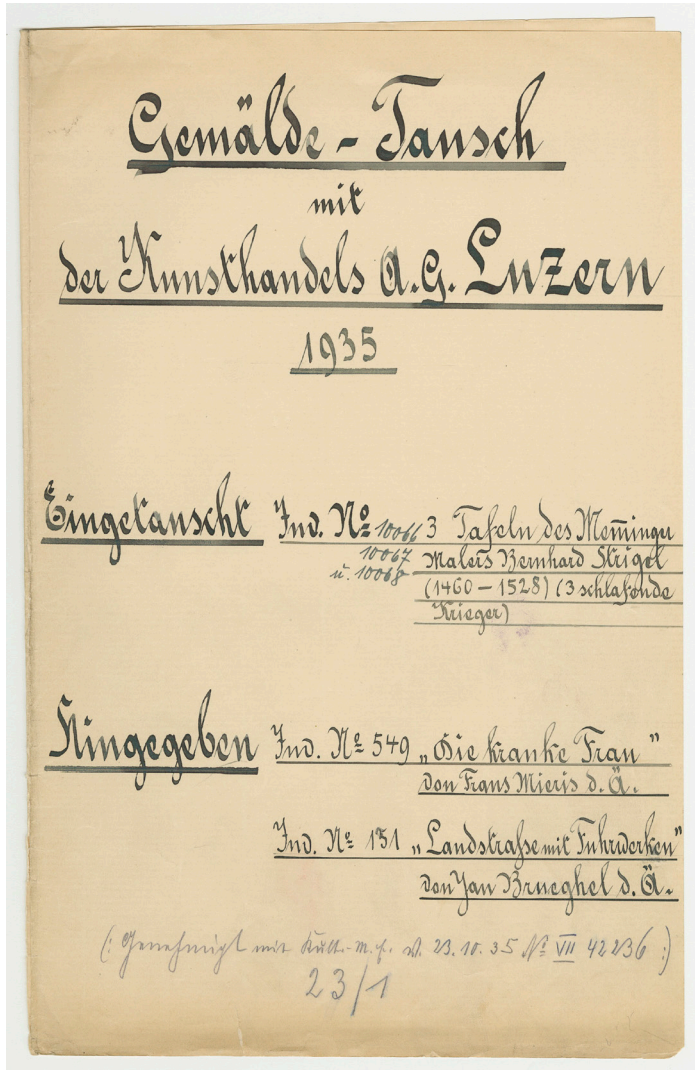 Gemälde - Tausch
mit
der Kunsthandels A.G. Luzern
1935
Eingetauscht Inv. No 10066 3 Tafeln des Mem̅inger
10067 Malers Bernhard Strigel
u. 10068 (1460 - 1528) (3 schlafende
Krieger)
Hingegeben Inv. No 549 „Die kranke Frau"
von Frans Mieris d. Ä.
Inv. No 131 „Landstrasse mit Fuhrwerken"
von Jan Brueghel d. Ä.
(: Genehmigt mit Kult.-M.E. v. 23.10.35 No VII 42236 :)
23/1